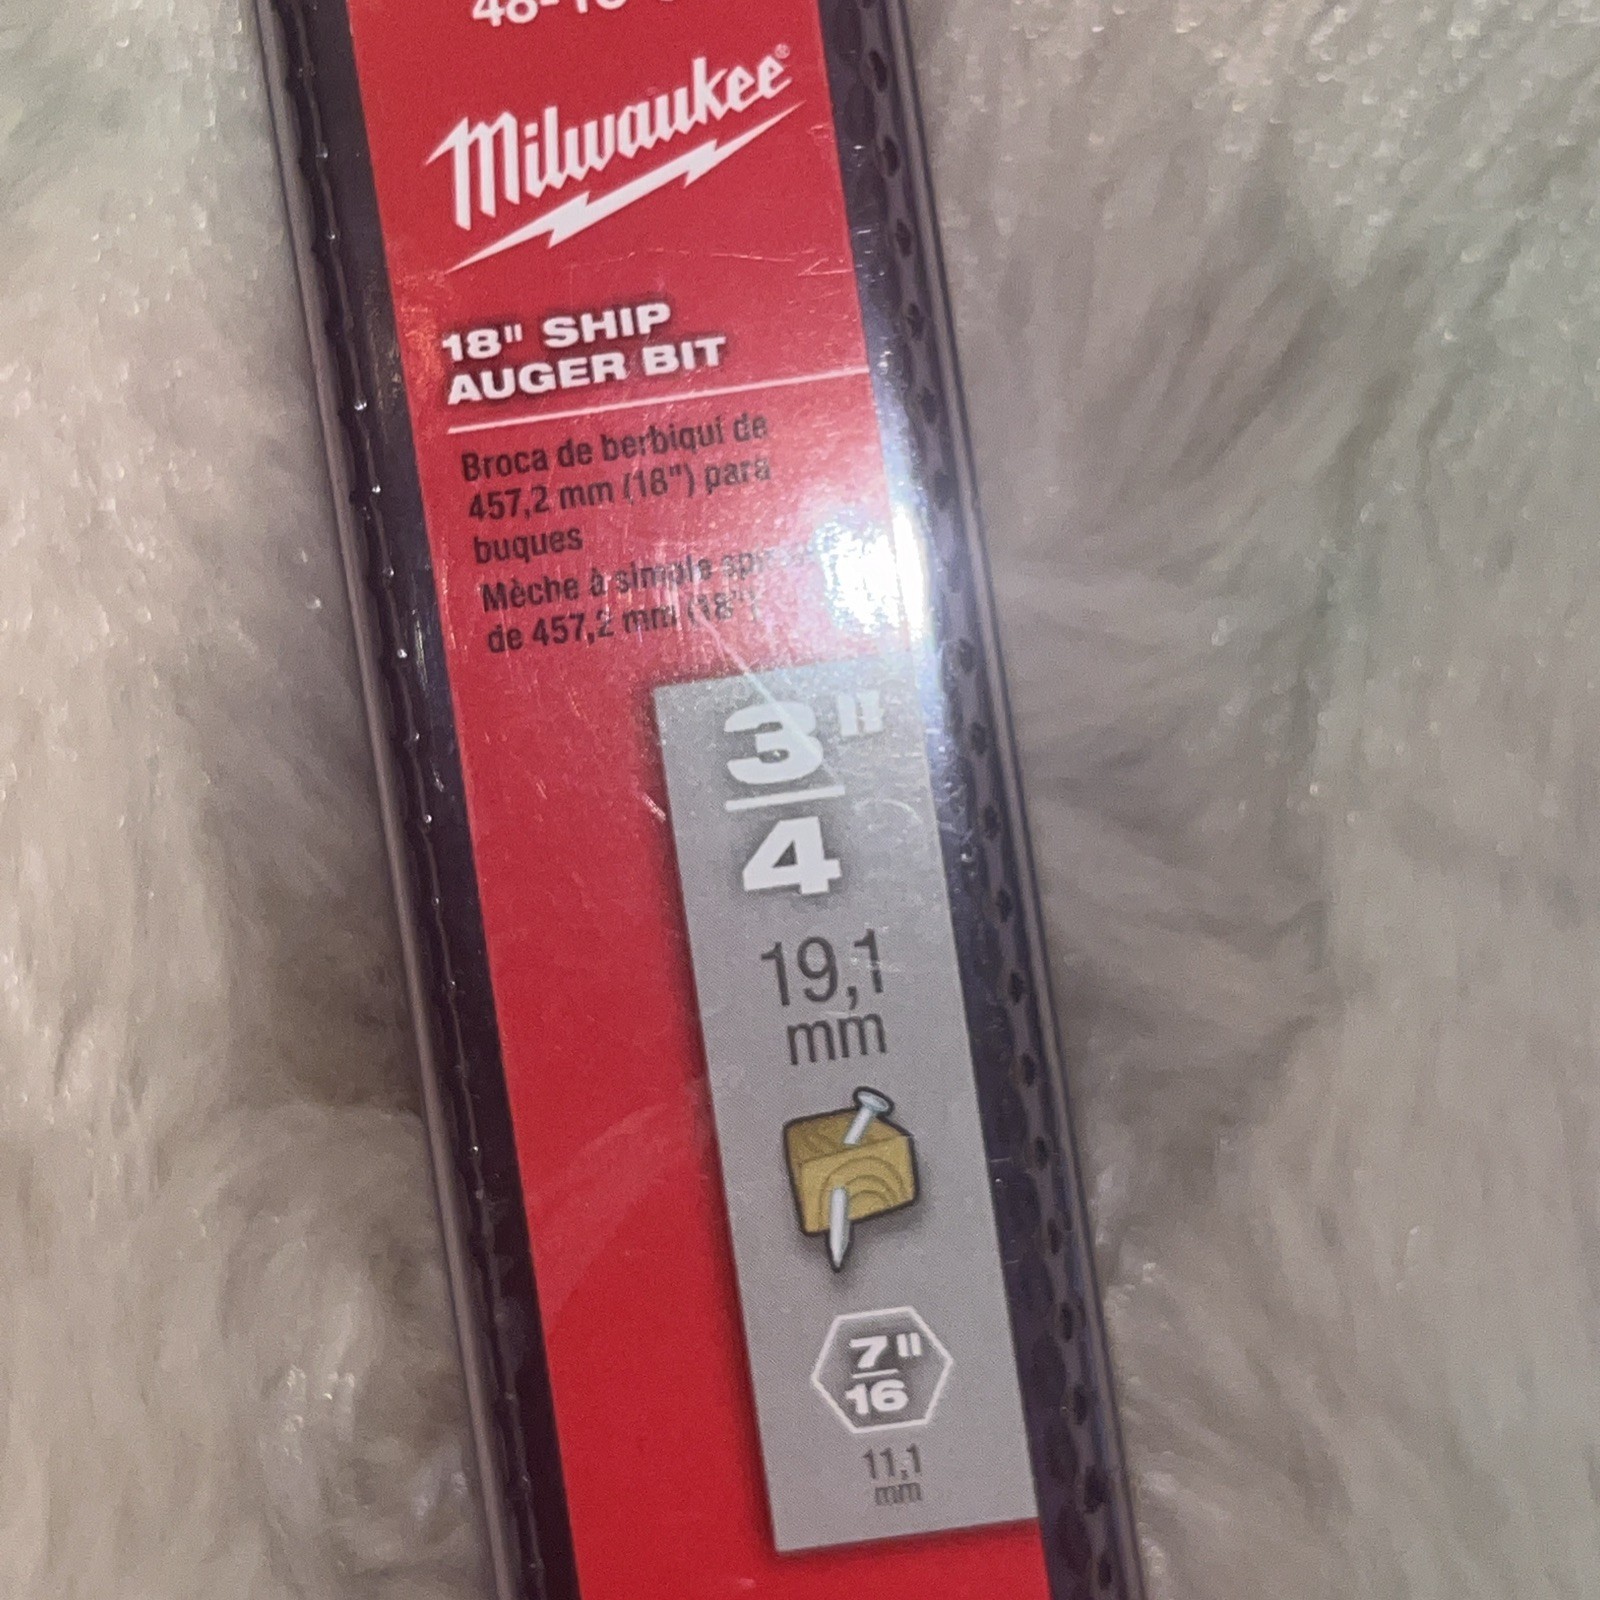 Milwaukee®
18" SHIP
AUGER BIT
Broca de berbiquí de
457,2 mm (18") para
buques
Mèche à simple
de 457,2 mm (18")
3"
4
19,1
mm
7"
16
11,1
mm